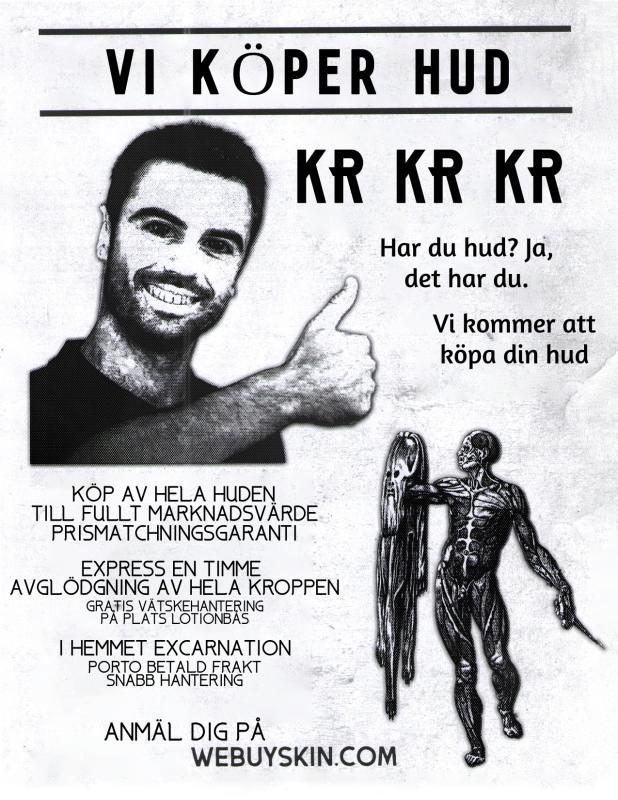 VI KÖPER HUD
KR KR KR
Har du hud? Ja,
det har du.
Vi kommer att
köpa din hud
KÖP AV HELA HUDEN
TILL FULLT MARKNADSVÄRDE
PRISMATCHNINGSGARANTI
EXPRESS EN TIMME
AVGLÖDGNING AV HELA KROPPEN
GRATIS VÄTSKEHANTERING
PÅ PLATS LOTIONBAS
I HEMMET EXCARNATION
PORTO BETALD FRAKT
SNABB HANTERING
ANMÄL DIG PÅ
WEBUYSKIN.COM